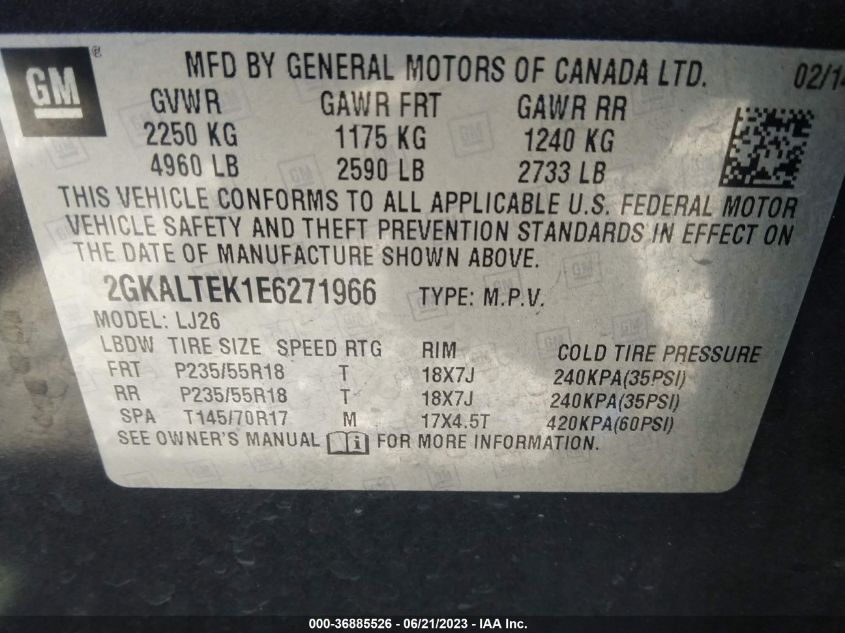 GM ®
MFD BY GENERAL MOTORS OF CANADA LTD. 02/14
GVWR GAWR FRT GAWR RR
2250 KG 1175 KG 1240 KG
4960 LB 2590 LB 2733 LB
THIS VEHICLE CONFORMS TO ALL APPLICABLE U.S. FEDERAL MOTOR
VEHICLE SAFETY AND THEFT PREVENTION STANDARDS IN EFFECT ON
THE DATE OF MANUFACTURE SHOWN ABOVE.
2GKALTEK1E6271966 TYPE: M.P.V.
MODEL: LJ26
LBDW TIRE SIZE SPEED RTG RIM COLD TIRE PRESSURE
FRT P235/55R18 T 18X7J 240KPA(35PSI)
RR P235/55R18 T 18X7J 240KPA(35PSI)
SPA T145/70R17 M 17X4.5T 420KPA(60PSI)
SEE OWNER'S MANUAL FOR MORE INFORMATION.
000-36885526 - 06/21/2023 - IAA Inc.